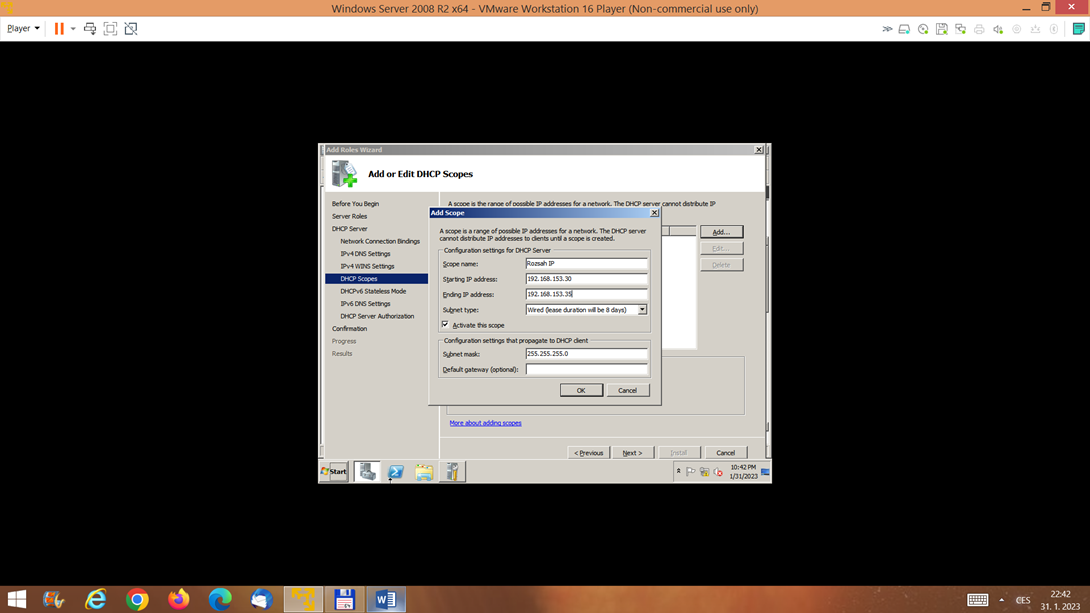 Windows Server 2008 R2 x64 - VMware Workstation 16 Player (Non-commercial use only)
Player
Add Roles Wizard
Add or Edit DHCP Scopes
Before You Begin
Server Roles
DHCP Server
Network Connection Bindings
IPv4 DNS Settings
IPv4 WINS Settings
DHCP Scopes
DHCPv6 Stateless Mode
IPv6 DNS Settings
DHCP Server Authorization
Confirmation
Progress
Results
A scope is the range of possible IP addresses for a network. The DHCP server cannot distribute IP
Add...
Edit...
Delete
Add Scope
A scope is a range of possible IP addresses for a network. The DHCP server
cannot distribute IP addresses to clients until a scope is created.
Configuration settings for DHCP Server
Scope name: Rozsah IP
Starting IP address: 192.168.153.30
Ending IP address: 192.168.153.35
Subnet type: Wired (lease duration will be 8 days)
Activate this scope
Configuration settings that propagate to DHCP client
Subnet mask: 255.255.255.0
Default gateway (optional):
OK Cancel
More about adding scopes
< Previous Next > Install Cancel
Start
10:42 PM
1/31/2023
CES
22:42
31. 1. 2023